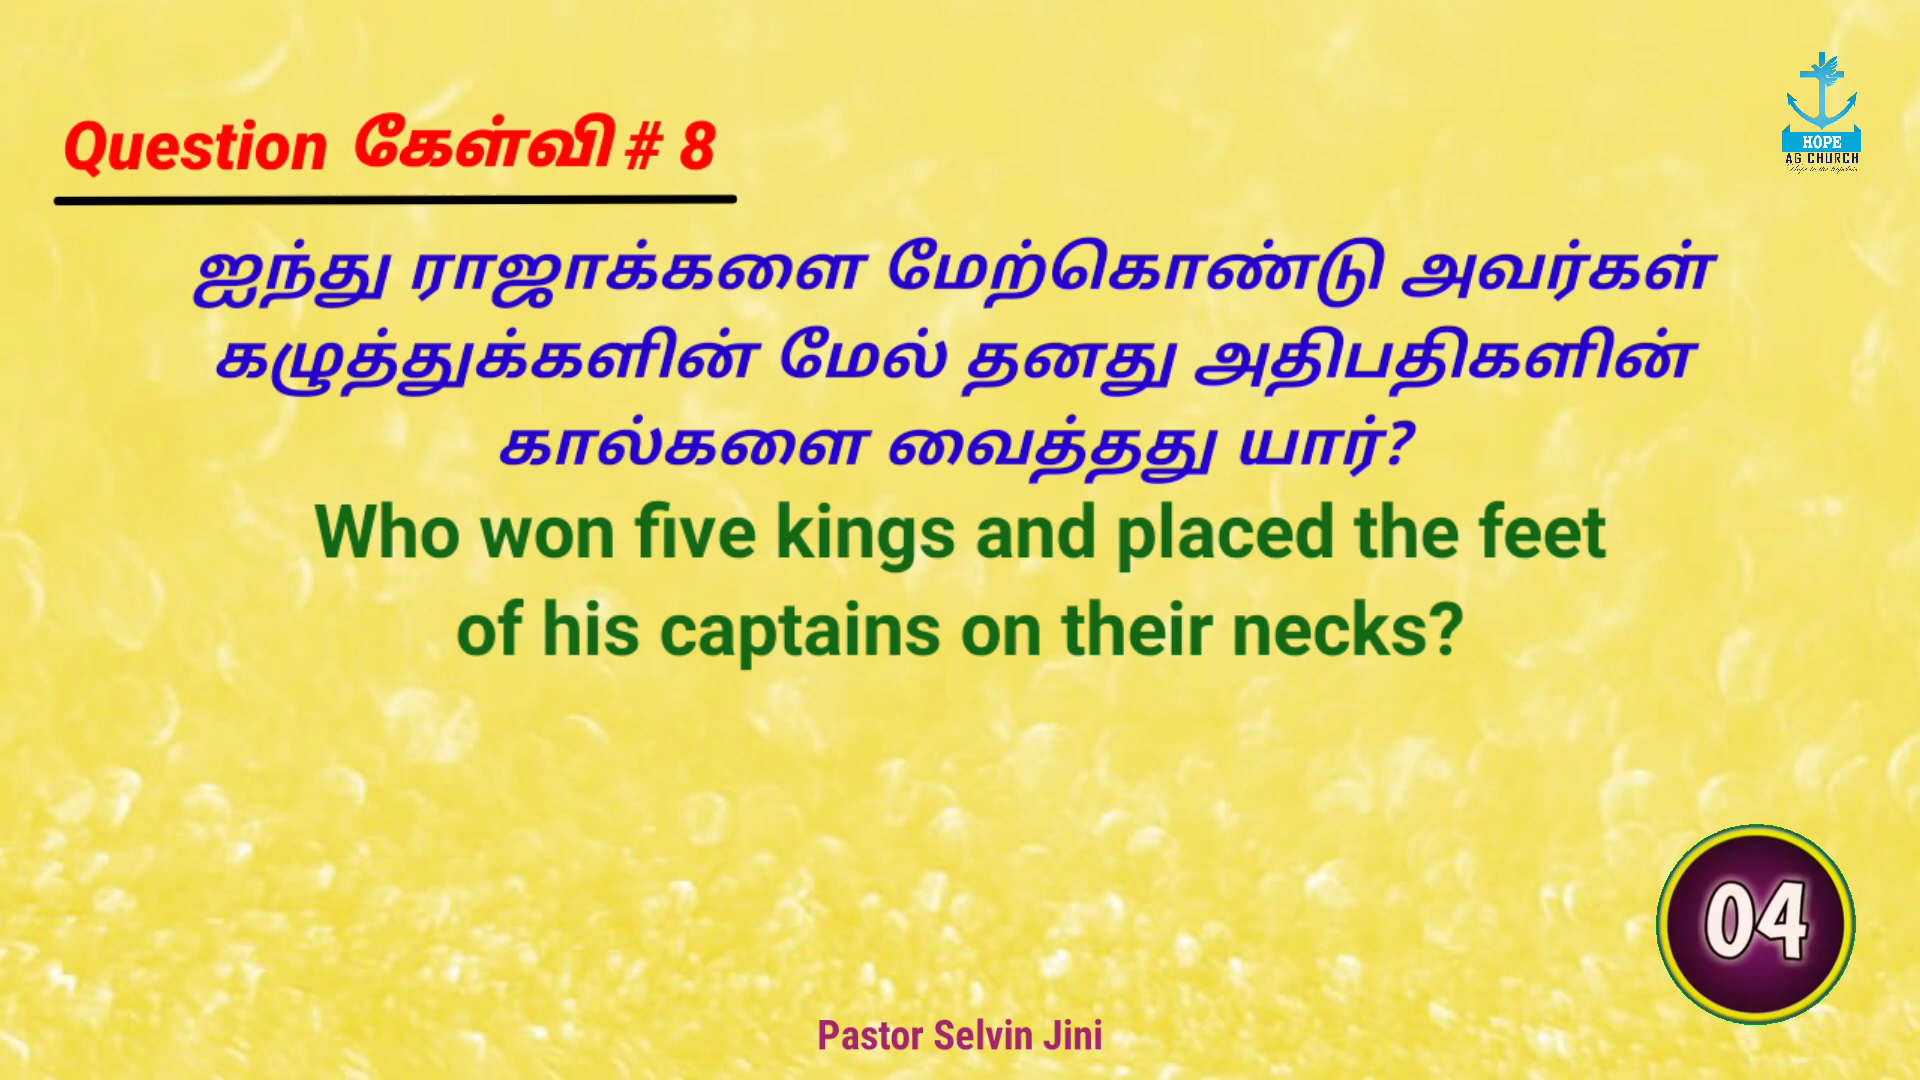 Question கேள்வி # 8
HOPE
AG CHURCH
ஐந்து ராஜாக்களை மேற்கொண்டு அவர்கள்
கழுத்துக்களின் மேல் தனது அதிபதிகளின்
கால்களை வைத்தது யார்?
Who won five kings and placed the feet
of his captains on their necks?
04
Pastor Selvin Jini